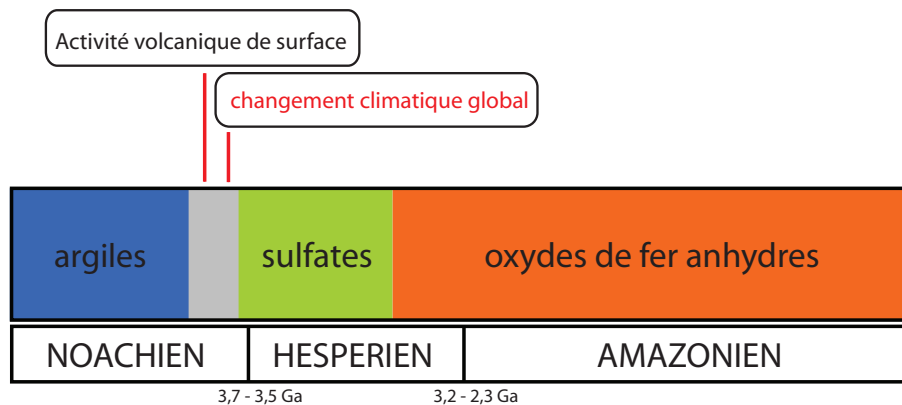 Activité volcanique de surface
changement climatique global
argiles
sulfates
oxydes de fer anhydres
NOACHIEN
HESPERIEN
AMAZONIEN
3,7 - 3,5 Ga
3,2 - 2,3 Ga